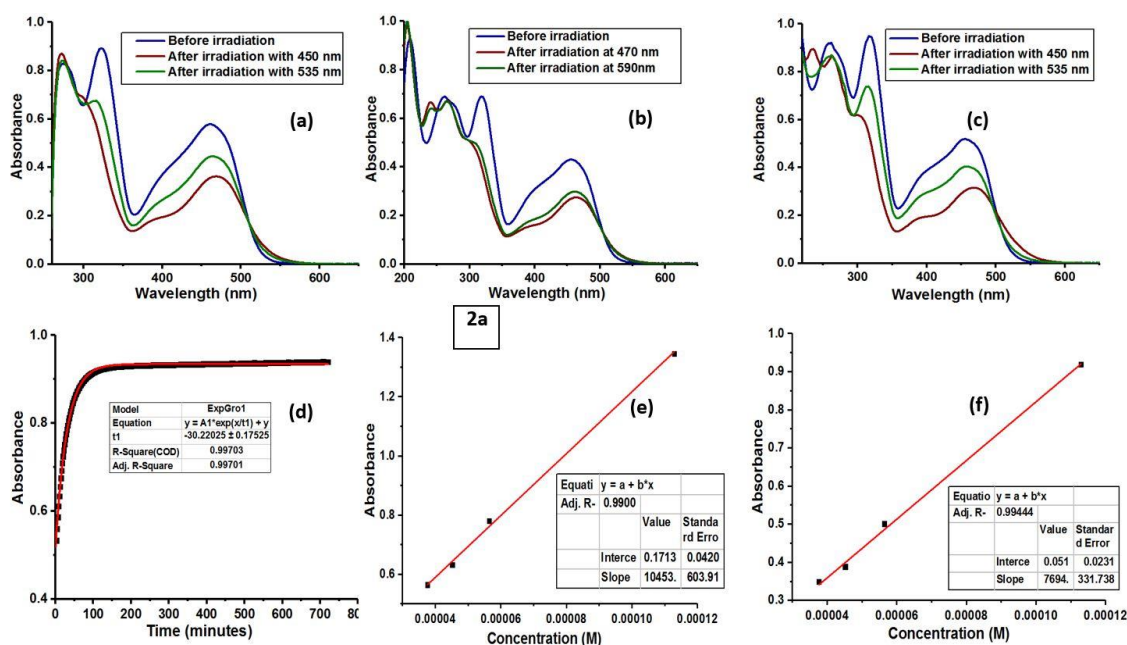 Before irradiation
After irradiation with 450 nm
After irradiation with 535 nm
(a)
Absorbance
1.0
0.8
0.6
0.4
0.2
0.0
300 400 500 600
Wavelength (nm)
Before irradiation
After irradiation at 470 nm
After irradiation at 590nm
(b)
Absorbance
1.0
0.8
0.6
0.4
0.2
0.0
200 300 400 500 600
Wavelength (nm)
Before irradiation
After irradiation with 450 nm
After irradiation with 535 nm
(c)
Absorbance
1.0
0.8
0.6
0.4
0.2
0.0
300 400 500 600
Wavelength (nm)
2a
(d)
Absorbance
1.0
0.8
0.6
0.4
Model ExpGro1
Equation y = A1*exp(x/t1) + y
t1 -30.22025 ± 0.17525
R-Square(COD) 0.99703
Adj. R-Square 0.99701
0 100 200 300 400 500 600 700 80
Time (minutes)
(e)
Absorbance
1.4
1.2
1.0
0.8
0.6
Equati y = a + b*x
Adj. R- 0.9900
Value Standa
rd Erro
Interce 0.1713 0.0420
Slope 10453. 603.91
0.00004 0.00006 0.00008 0.00010 0.00012
Concentration (M)
(f)
Absorbance
1.0
0.9
0.8
0.7
0.6
0.5
0.4
0.3
Equatio y = a + b*x
Adj. R- 0.99444
Value Standar
d Error
Interce 0.051 0.0231
Slope 7694. 331.738
0.00004 0.00006 0.00008 0.00010 0.00012
Concentration (M)